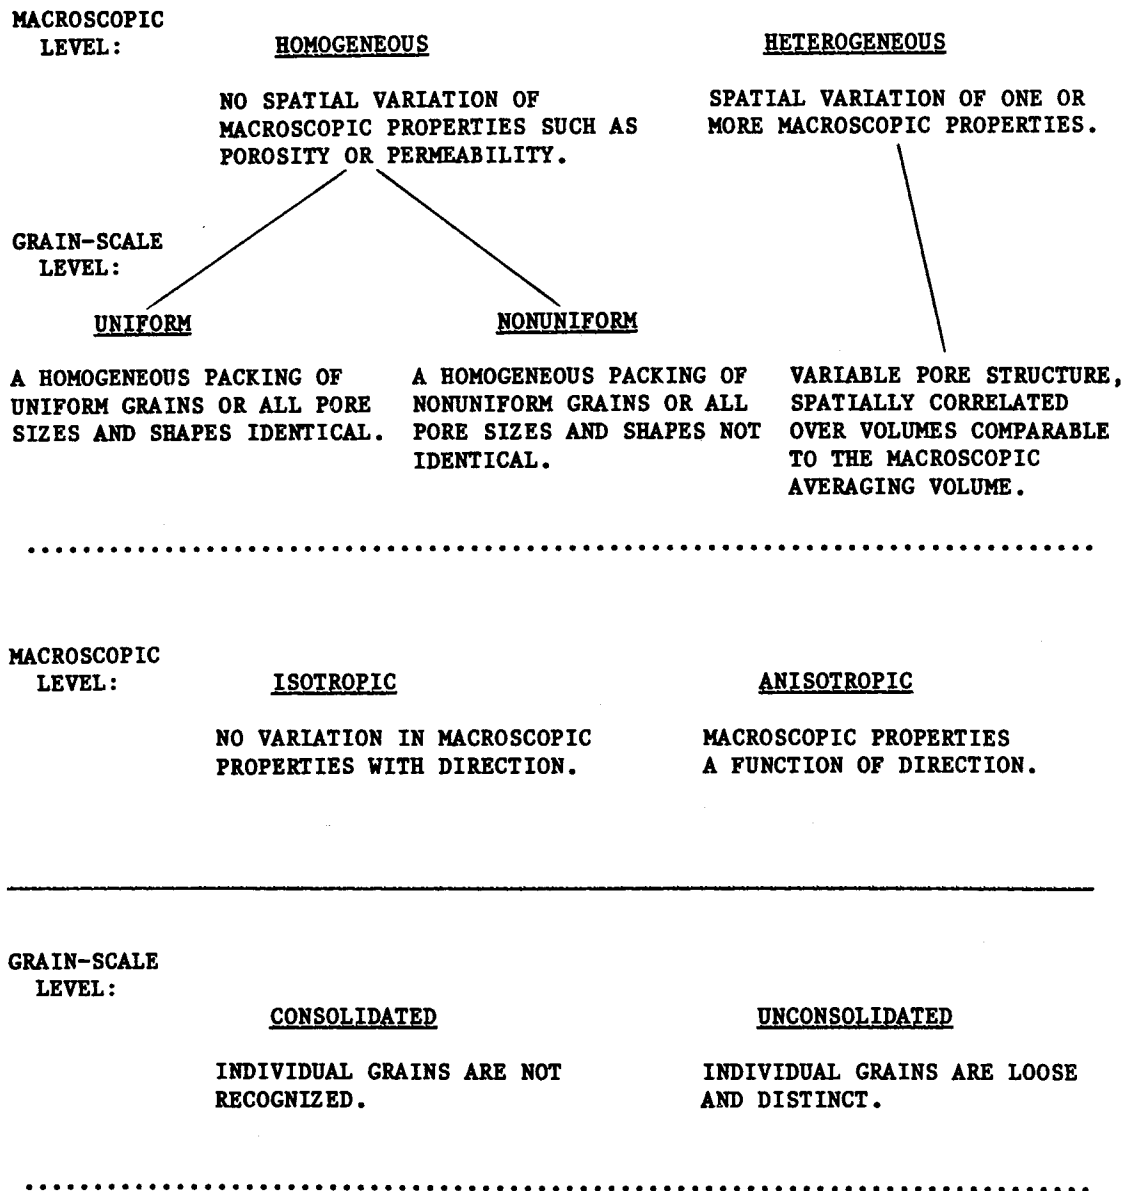 MACROSCOPIC
LEVEL:
HOMOGENEOUS
HETEROGENEOUS
NO SPATIAL VARIATION OF
MACROSCOPIC PROPERTIES SUCH AS
POROSITY OR PERMEABILITY.
SPATIAL VARIATION OF ONE OR
MORE MACROSCOPIC PROPERTIES.
GRAIN-SCALE
LEVEL:
UNIFORM
NONUNIFORM
A HOMOGENEOUS PACKING OF
UNIFORM GRAINS OR ALL PORE
SIZES AND SHAPES IDENTICAL.
A HOMOGENEOUS PACKING OF
NONUNIFORM GRAINS OR ALL
PORE SIZES AND SHAPES NOT
IDENTICAL.
VARIABLE PORE STRUCTURE,
SPATIALLY CORRELATED
OVER VOLUMES COMPARABLE
TO THE MACROSCOPIC
AVERAGING VOLUME.
MACROSCOPIC
LEVEL:
ISOTROPIC
ANISOTROPIC
NO VARIATION IN MACROSCOPIC
PROPERTIES WITH DIRECTION.
MACROSCOPIC PROPERTIES
A FUNCTION OF DIRECTION.
GRAIN-SCALE
LEVEL:
CONSOLIDATED
UNCONSOLIDATED
INDIVIDUAL GRAINS ARE NOT
RECOGNIZED.
INDIVIDUAL GRAINS ARE LOOSE
AND DISTINCT.